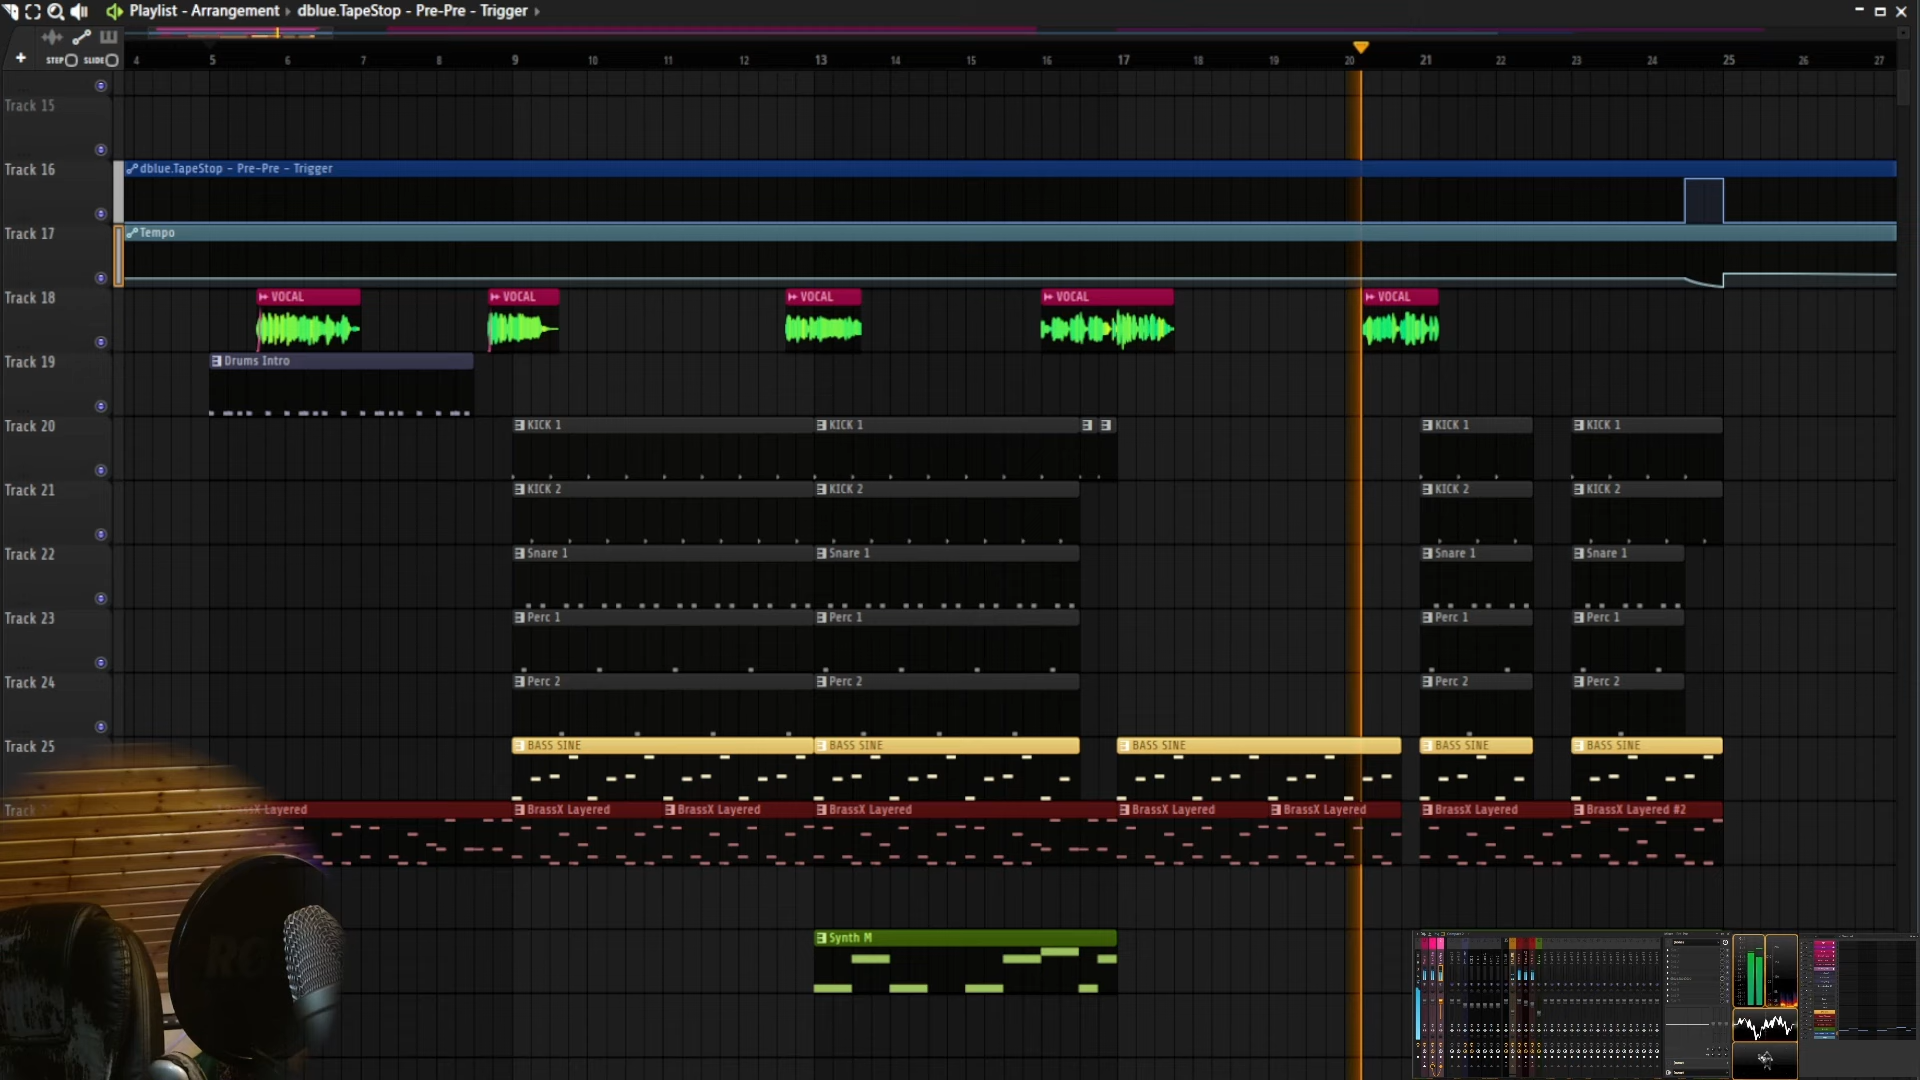 Playlist - Arrangement › dblue.TapeStop - Pre-Pre - Trigger ›
STEP SLIDE
4 5 6 7 8 9 10 11 12 13 14 15 16 17 18 19 20 21 22 23 24 25 26 27
Track 15
Track 16
dblue.TapeStop - Pre-Pre - Trigger
Track 17
Tempo
Track 18
VOCAL VOCAL VOCAL VOCAL VOCAL
Track 19
Drums Intro
Track 20
KICK 1 KICK 1 KICK 1 KICK 1
Track 21
KICK 2 KICK 2 KICK 2 KICK 2
Track 22
Snare 1 Snare 1 Snare 1 Snare 1
Track 23
Perc 1 Perc 1 Perc 1 Perc 1
Track 24
Perc 2 Perc 2 Perc 2 Perc 2
Track 25
BASS SINE BASS SINE BASS SINE BASS SINE BASS SINE
Track
BrassX Layered BrassX Layered BrassX Layered BrassX Layered BrassX Layered BrassX Layered BrassX Layered BrassX Layered #2
Synth M